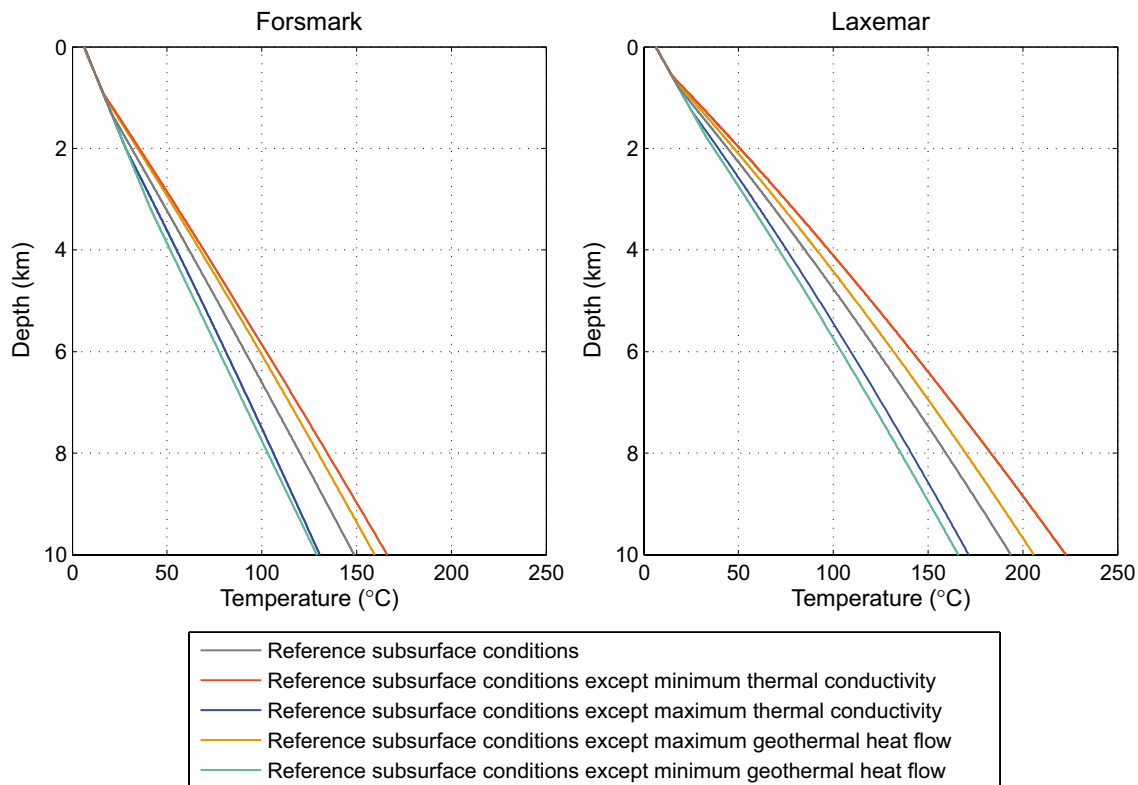 Forsmark
0
2
4
6
8
10
Depth (km)
0 50 100 150 200 250
Temperature (°C)
Laxemar
0
2
4
6
8
10
Depth (km)
0 50 100 150 200 250
Temperature (°C)
Reference subsurface conditions
Reference subsurface conditions except minimum thermal conductivity
Reference subsurface conditions except maximum thermal conductivity
Reference subsurface conditions except maximum geothermal heat flow
Reference subsurface conditions except minimum geothermal heat flow